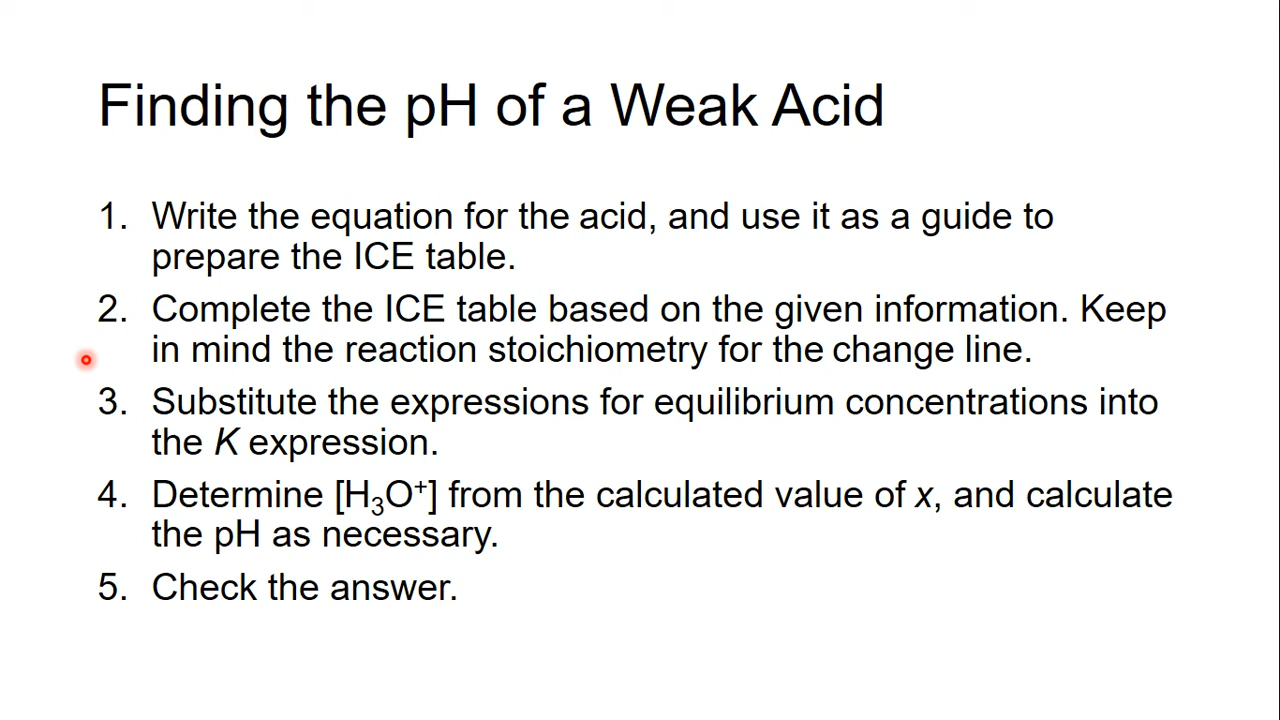 Finding the pH of a Weak Acid
1. Write the equation for the acid, and use it as a guide to
prepare the ICE table.
2. Complete the ICE table based on the given information. Keep
in mind the reaction stoichiometry for the change line.
3. Substitute the expressions for equilibrium concentrations into
the K expression.
4. Determine [H₃O⁺] from the calculated value of x, and calculate
the pH as necessary.
5. Check the answer.